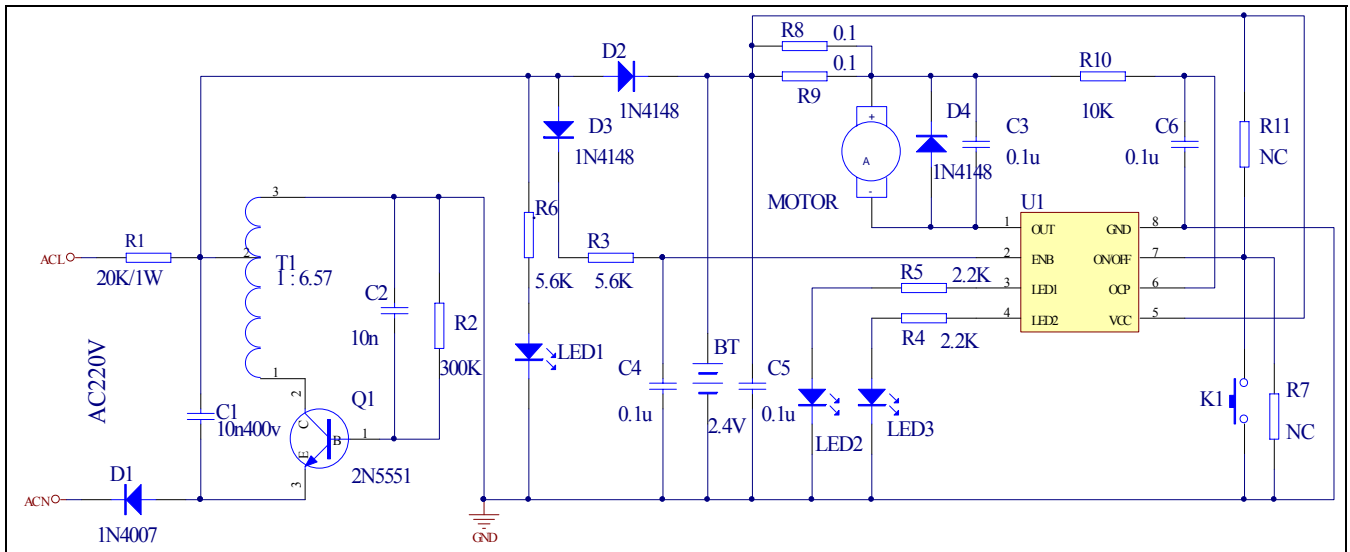 R8
0.1
0.1
R9
D2
1N4148
D3
1N4148
R10
10K
D4
1N4148
C3
0.1u
C6
0.1u
R11
NC
A
+
-
MOTOR
U1
1
OUT
GND
8
2
ENB
ON/OFF
7
3
LED1
OCP
6
4
LED2
VCC
5
ACL
R1
20K/1W
3
2
1
T1
1 : 6.57
C2
10n
R2
300K
R6
5.6K
R3
5.6K
R5
2.2K
R4
2.2K
LED1
C4
0.1u
BT
2.4V
C5
0.1u
LED2
LED3
K1
R7
NC
AC220V
C1
10n400v
2
C
B
E
1
3
Q1
2N5551
D1
1N4007
ACN
GND